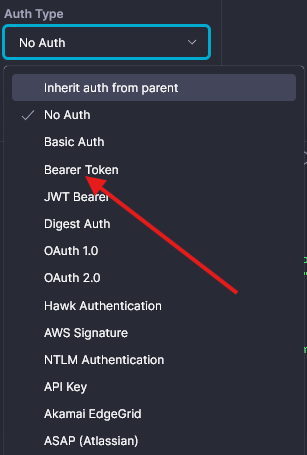 Auth Type
No Auth
Inherit auth from parent
No Auth
Basic Auth
Bearer Token
JWT Bearer
Digest Auth
OAuth 1.0
OAuth 2.0
Hawk Authentication
AWS Signature
NTLM Authentication
API Key
Akamai EdgeGrid
ASAP (Atlassian)